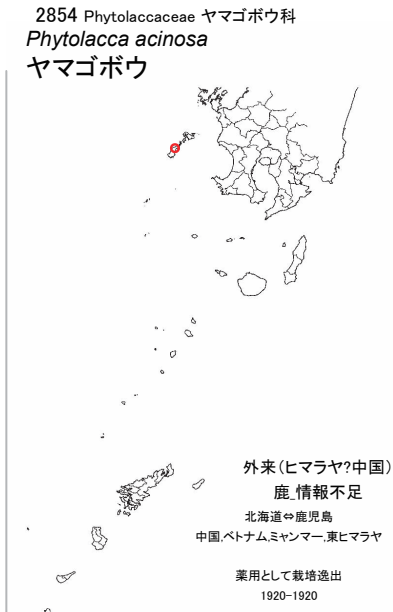 2854 Phytolaccaceae ヤマゴボウ科
Phytolacca acinosa
ヤマゴボウ
外来(ヒマラヤ?中国)
鹿_情報不足
北海道⇔鹿児島
中国,ベトナム,ミャンマー,東ヒマラヤ
薬用として栽培逸出
1920-1920